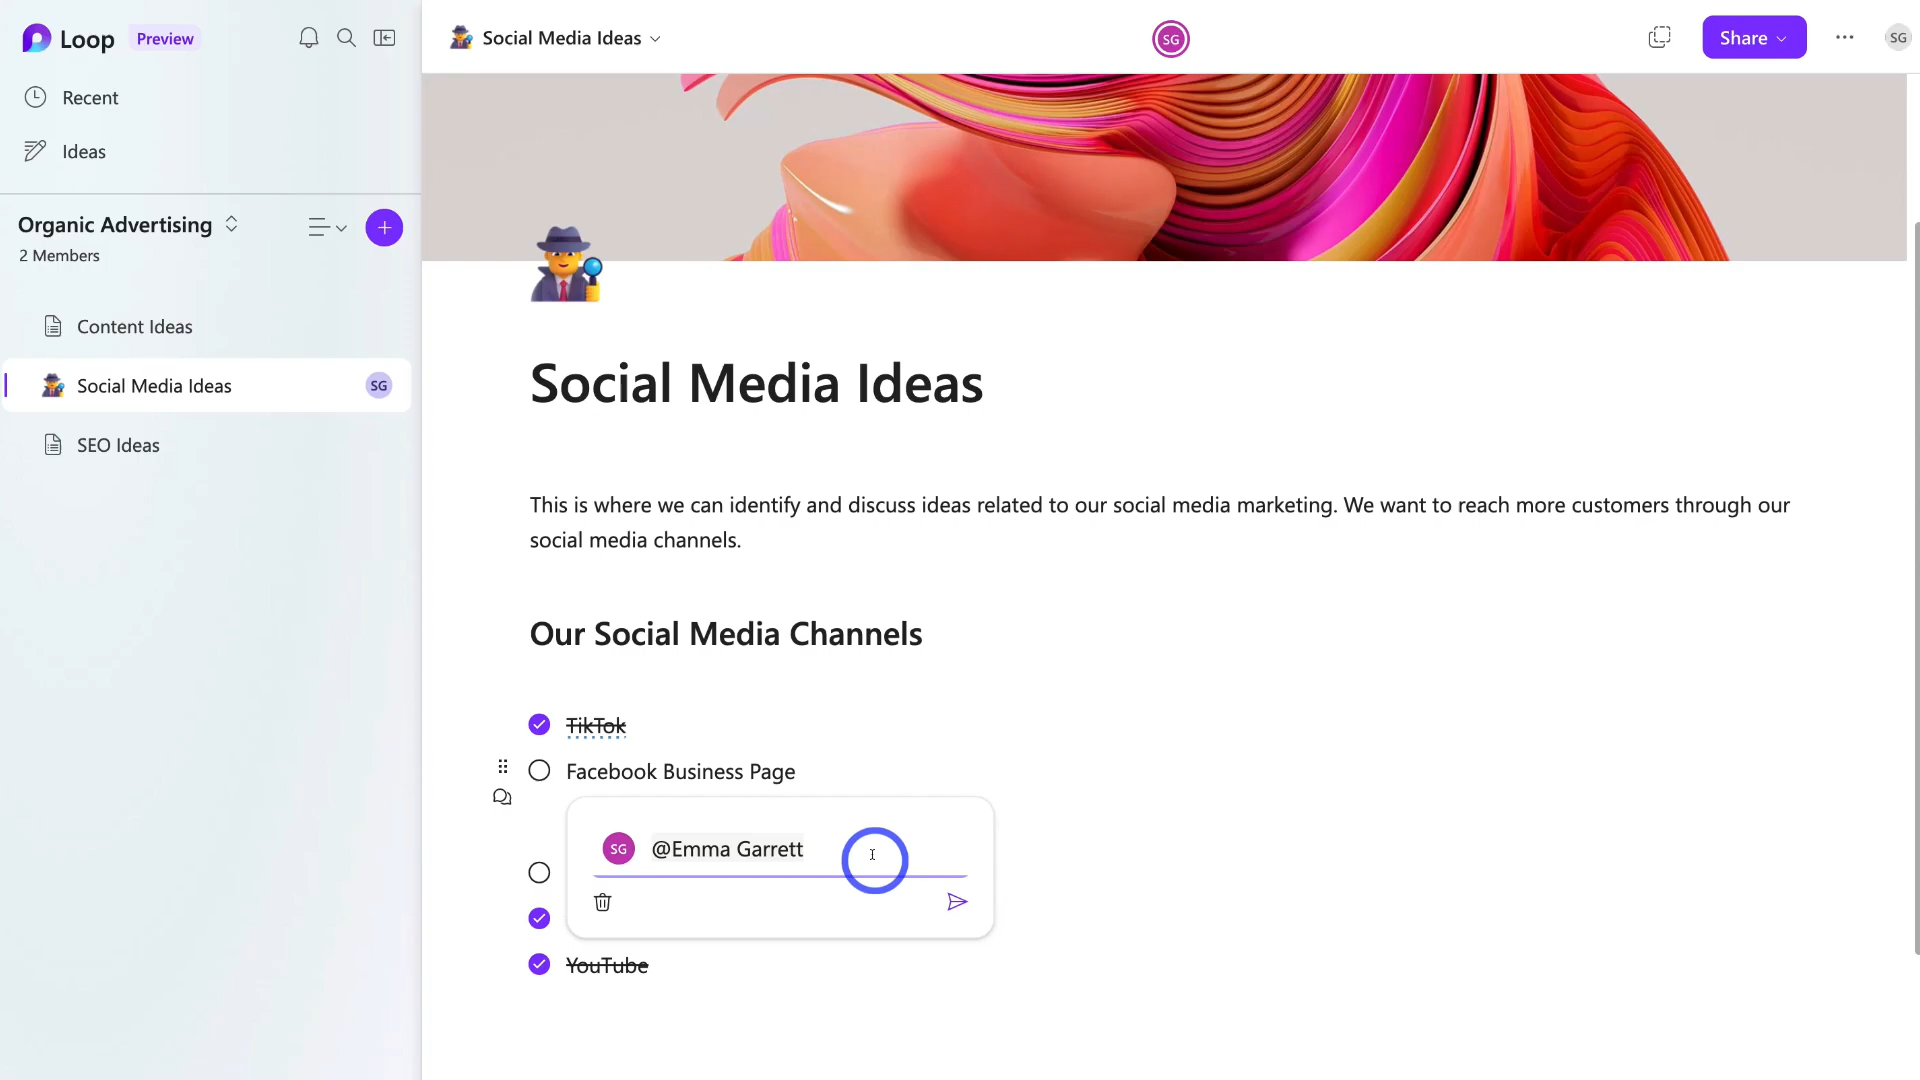 Loop Preview
Recent
Ideas
Organic Advertising
2 Members
Content Ideas
Social Media Ideas SG
SEO Ideas
Social Media Ideas
SG
Share
SG
Social Media Ideas
This is where we can identify and discuss ideas related to our social media marketing. We want to reach more customers through our
social media channels.
Our Social Media Channels
TikTok
Facebook Business Page
SG @Emma Garrett
YouTube